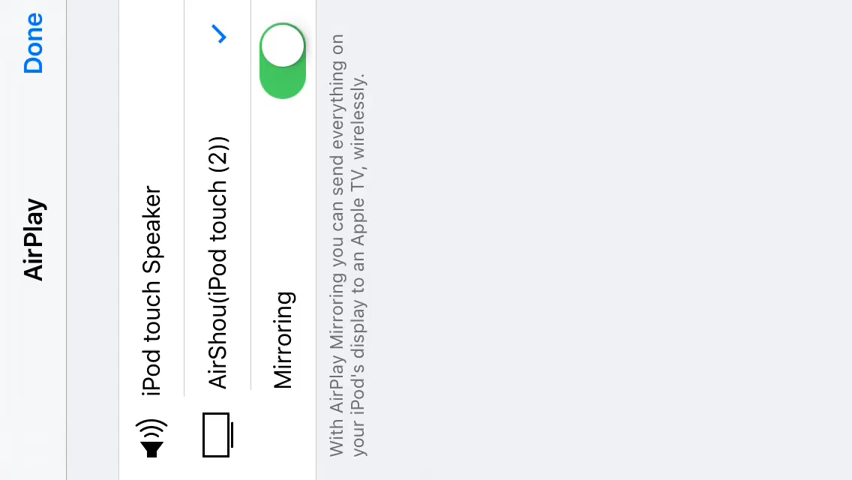 AirPlay
Done
iPod touch Speaker
AirShou(iPod touch (2))
Mirroring
With AirPlay Mirroring you can send everything on
your iPod's display to an Apple TV, wirelessly.